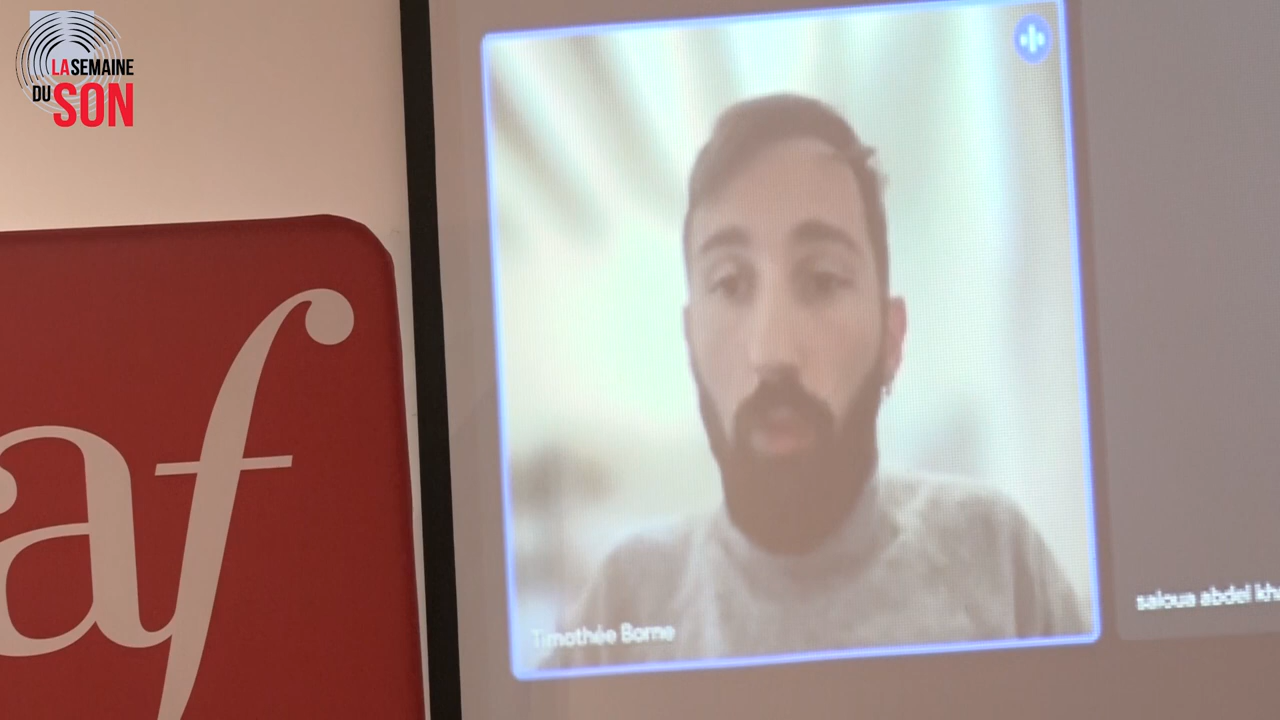 LA SEMAINE
DU SON
af
Timothée Borne
saloua abdel kh